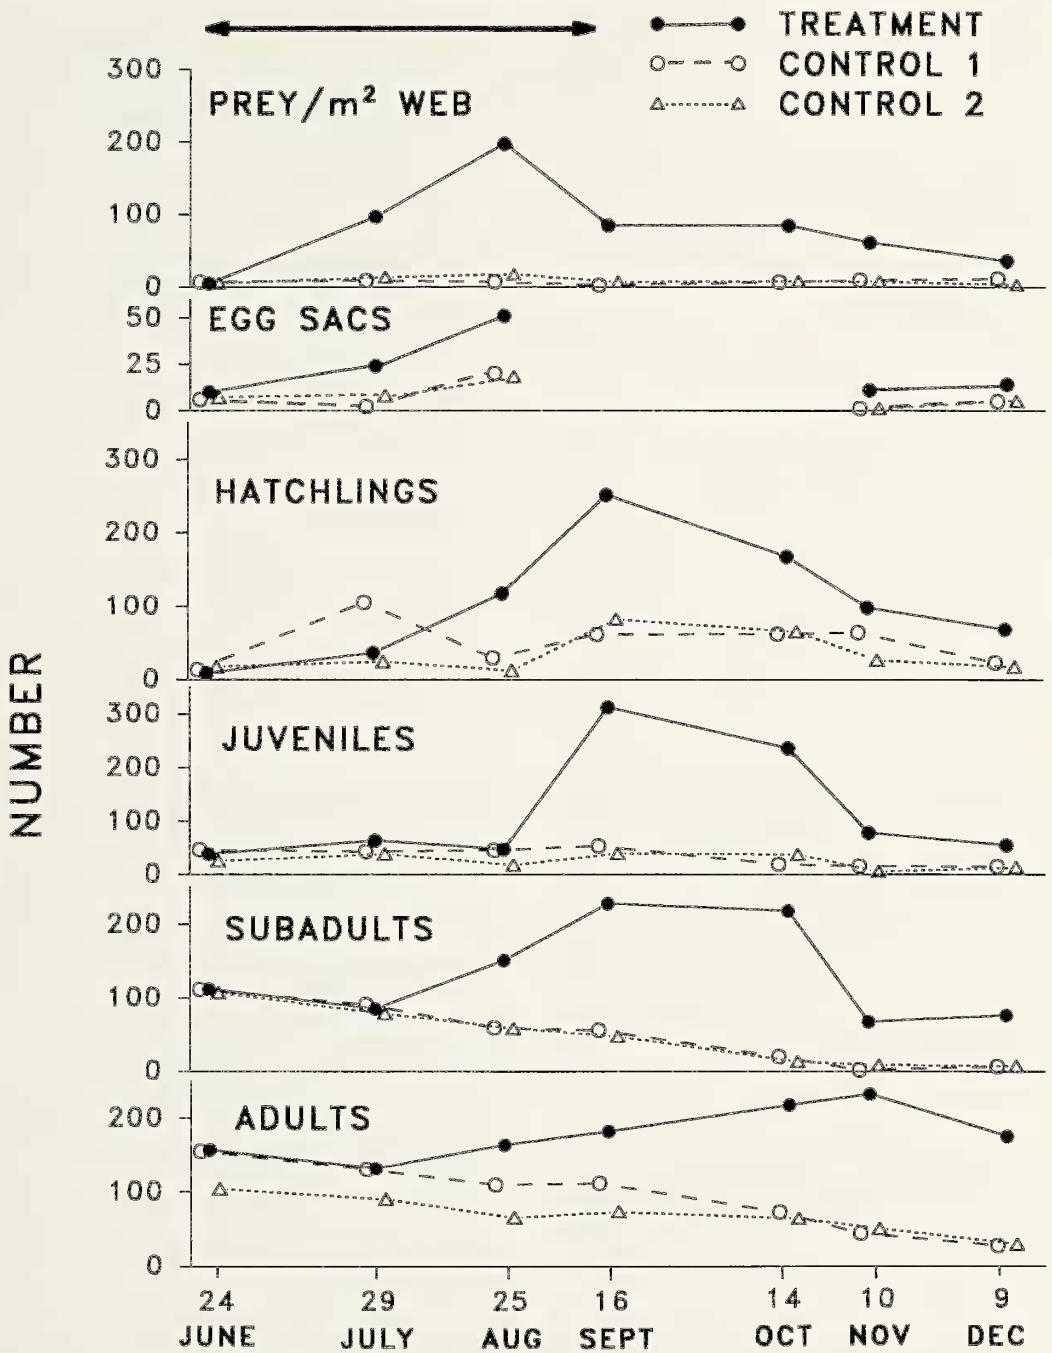 TREATMENT
CONTROL 1
CONTROL 2
PREY/m² WEB
300
200
100
0
EGG SACS
50
25
0
HATCHLINGS
300
200
100
0
JUVENILES
300
200
100
0
SUBADULTS
200
100
0
ADULTS
200
100
0
NUMBER
24 29 25 16 14 10 9
JUNE JULY AUG SEPT OCT NOV DEC